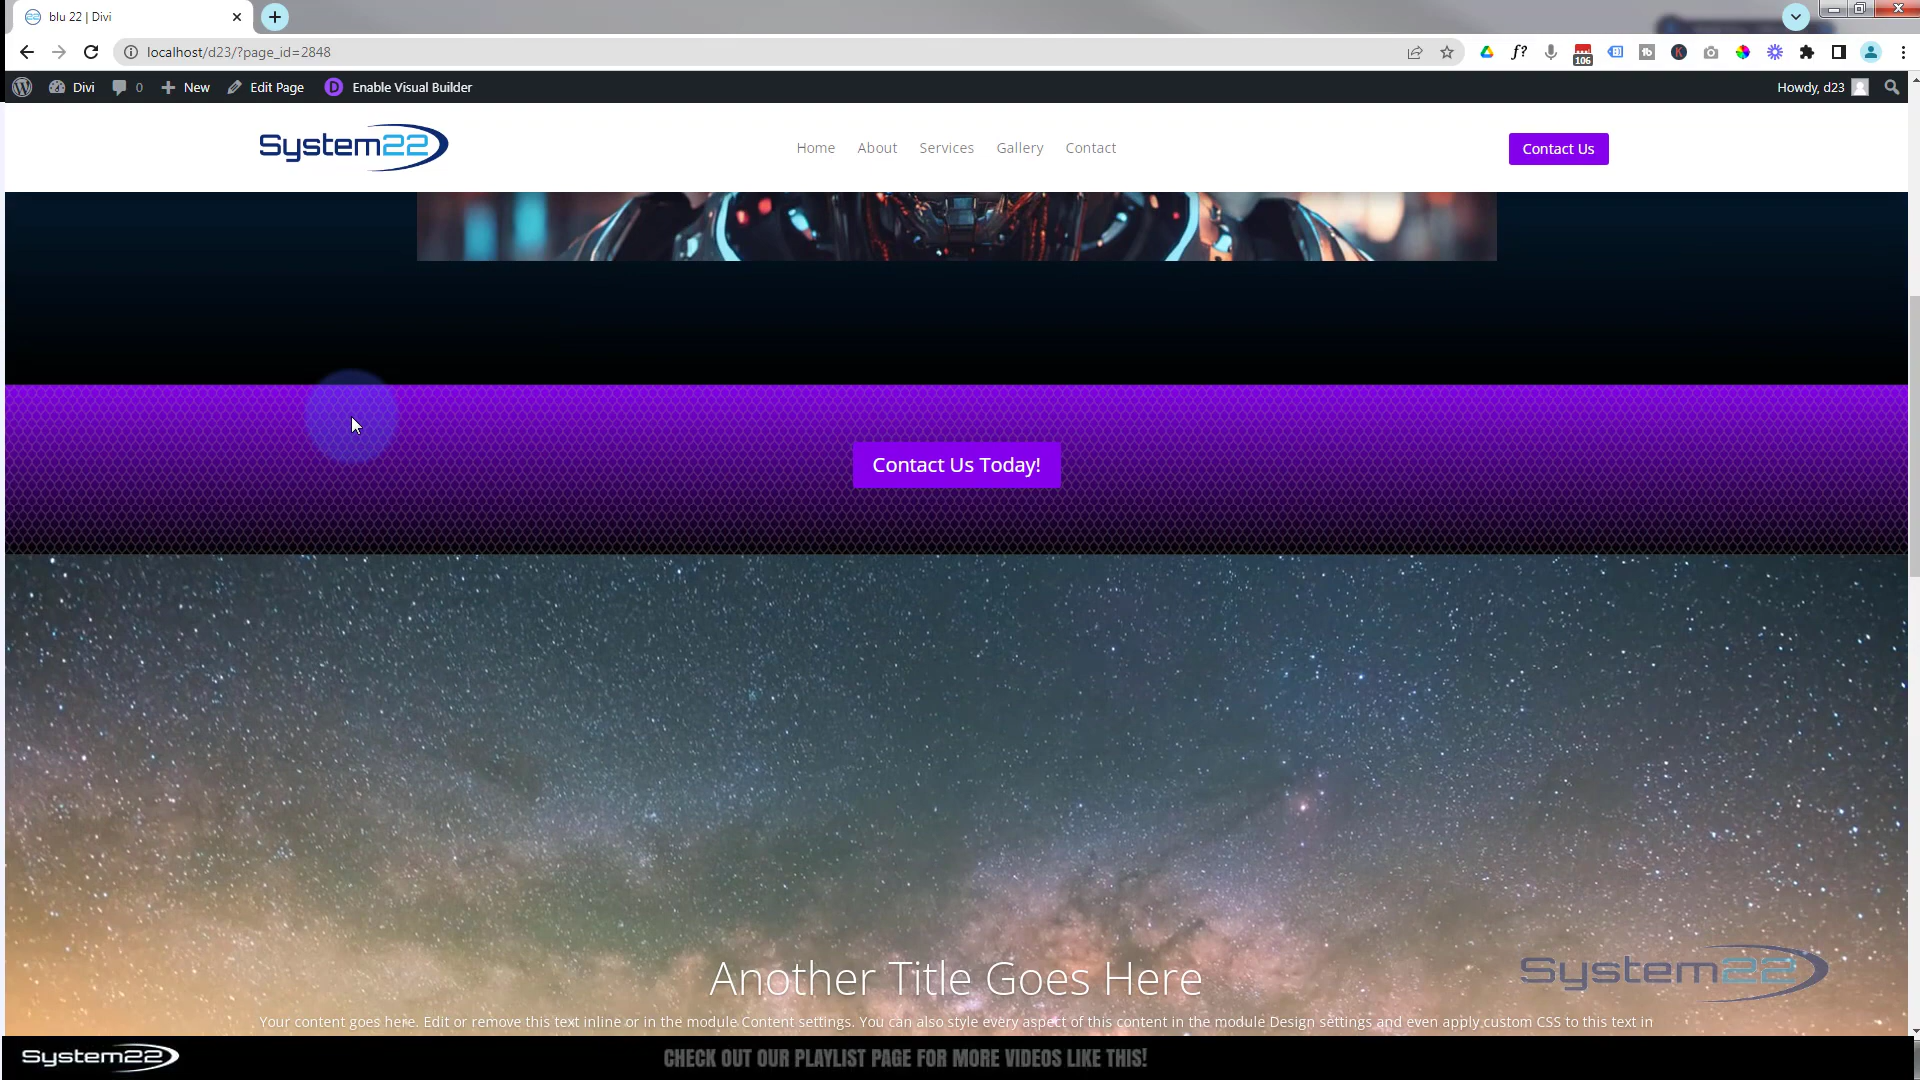 blu 22 | Divi
localhost/d23/?page_id=2848
f?
tb
K
106
Divi
0
New
Edit Page
D
Enable Visual Builder
Howdy, d23
System22
Home
About
Services
Gallery
Contact
Contact Us
Contact Us Today!
Another Title Goes Here
System22
Your content goes here. Edit or remove this text inline or in the module Content settings. You can also style every aspect of this content in the module Design settings and even apply custom CSS to this text in
System22
CHECK OUT OUR PLAYLIST PAGE FOR MORE VIDEOS LIKE THIS!